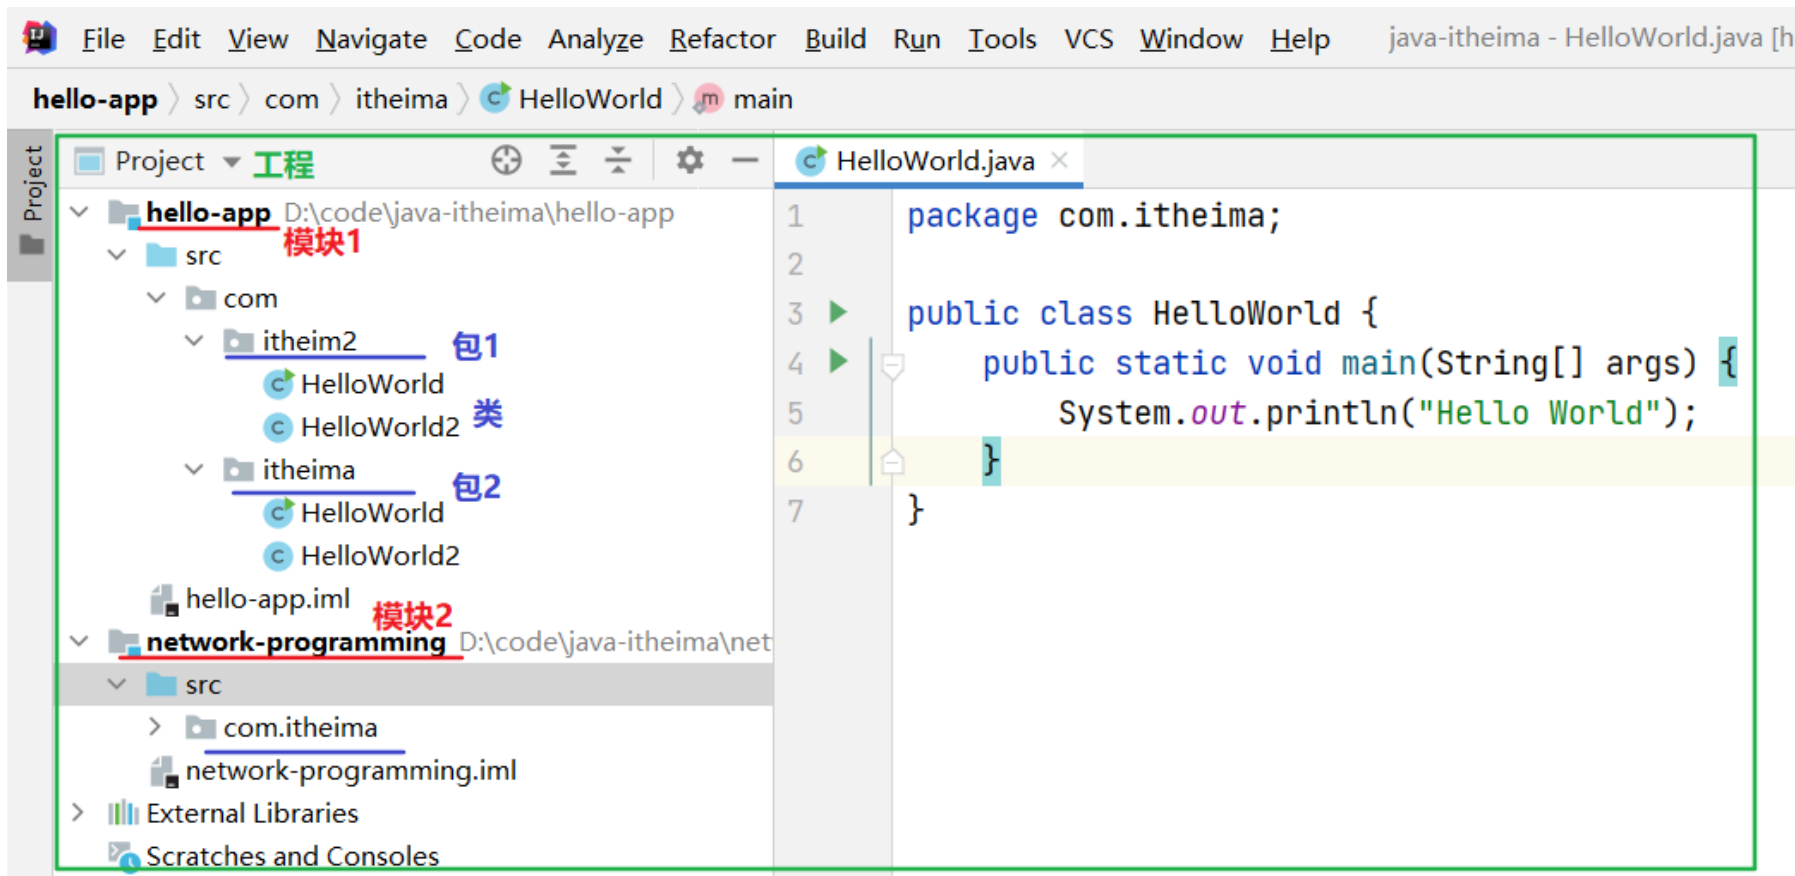 File Edit View Navigate Code Analyze Refactor Build Run Tools VCS Window Help java-itheima - HelloWorld.java [h
hello-app src com itheima HelloWorld main
Project
Project 工程
hello-app D:\code\java-itheima\hello-app
模块1
src
com
itheim2 包1
HelloWorld
HelloWorld2 类
itheima 包2
HelloWorld
HelloWorld2
hello-app.iml
模块2
network-programming D:\code\java-itheima\net
src
com.itheima
network-programming.iml
External Libraries
Scratches and Consoles
HelloWorld.java
1 package com.itheima;
2
3 public class HelloWorld {
4 public static void main(String[] args) {
5 System.out.println("Hello World");
6 }
7 }